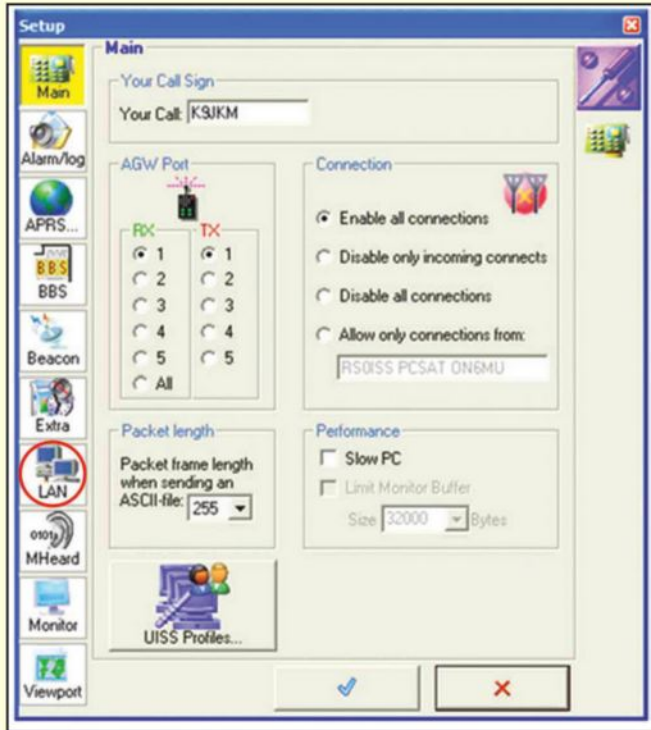 Setup
Main
Alarm/log
APRS...
BBS
BBS
Beacon
Extra
LAN
0101
MHeard
Monitor
Viewport
Main
Your Call Sign
Your Call: K9JKM
AGW Port
RX
TX
1
2
3
4
5
All
1
2
3
4
5
Connection
Enable all connections
Disable only incoming connects
Disable all connections
Allow only connections from:
RS0ISS PCSAT ON6MU
Packet length
Packet frame length
when sending an
ASCII-file: 255
Performance
Slow PC
Limit Monitor Buffer
Size 32000 Bytes
UISS Profiles...